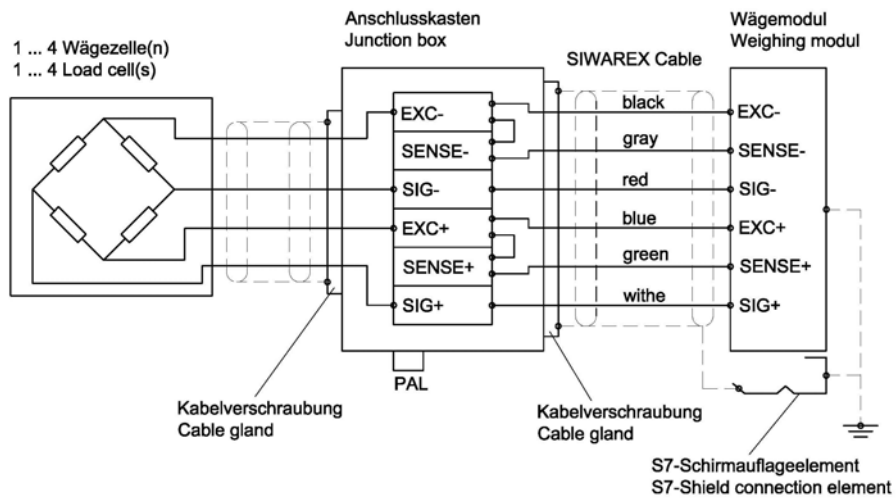 Anschlusskasten
Junction box
Wägemodul
Weighing modul
1 ... 4 Wägezelle(n)
1 ... 4 Load cell(s)
SIWAREX Cable
EXC-
SENSE-
SIG-
EXC+
SENSE+
SIG+
black
gray
red
blue
green
withe
EXC-
SENSE-
SIG-
EXC+
SENSE+
SIG+
PAL
Kabelverschraubung
Cable gland
Kabelverschraubung
Cable gland
S7-Schirmauflageelement
S7-Shield connection element